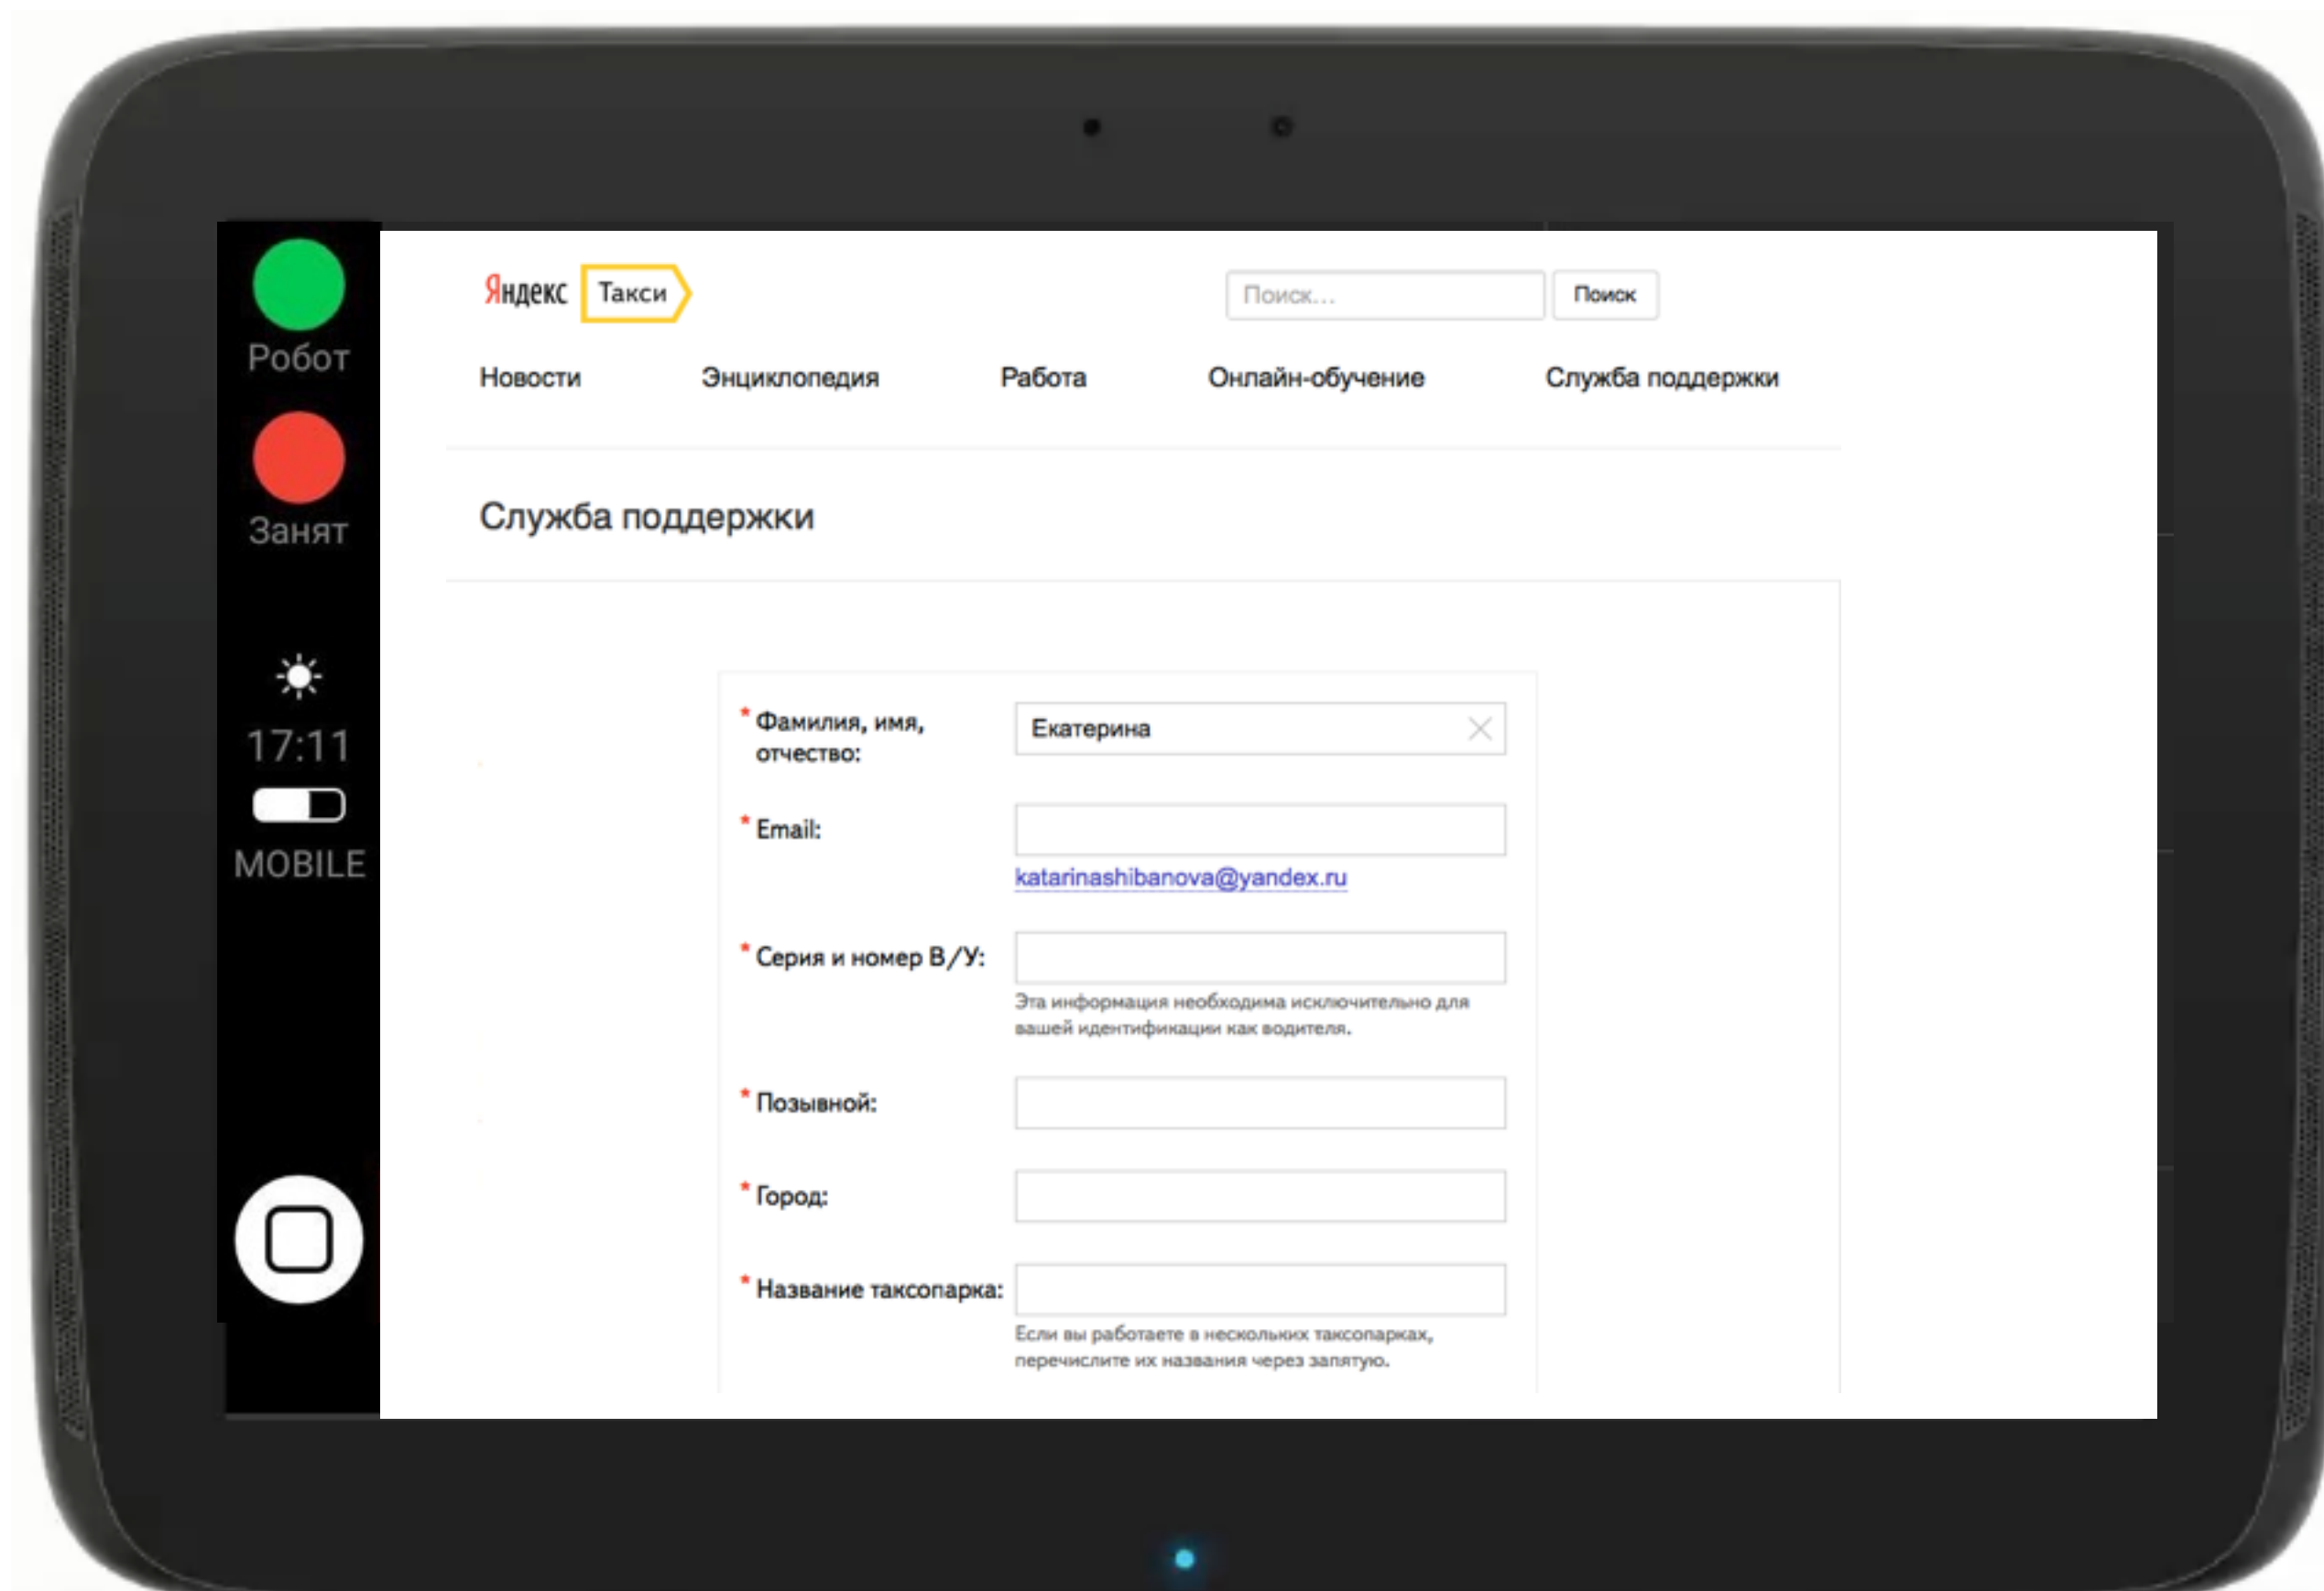 Робот
Занят
17:11
MOBILE
Яндекс Такси
Поиск... Поиск
Новости Энциклопедия Работа Онлайн-обучение Служба поддержки
Служба поддержки
* Фамилия, имя,
отчество:
Екатерина
* Email:
katarinashibanova@yandex.ru
* Серия и номер В/У:
Эта информация необходима исключительно для
вашей идентификации как водителя.
* Позывной:
* Город:
* Название таксопарка:
Если вы работаете в нескольких таксопарках,
перечислите их названия через запятую.